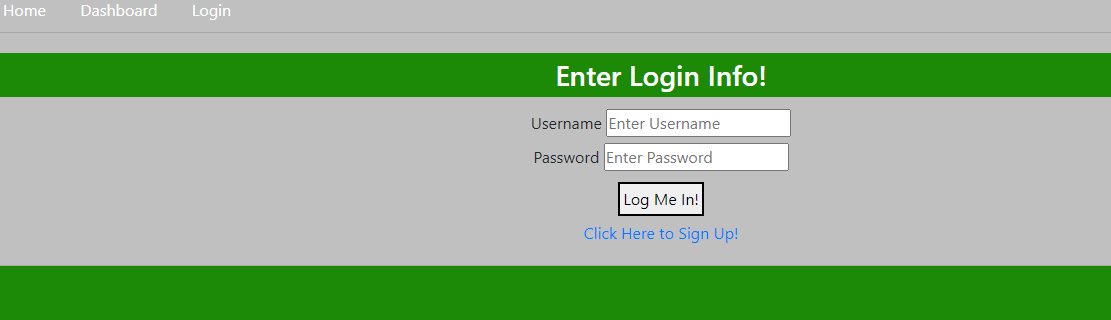 Home Dashboard Login
Enter Login Info!
Username Enter Username
Password Enter Password
Log Me In!
Click Here to Sign Up!